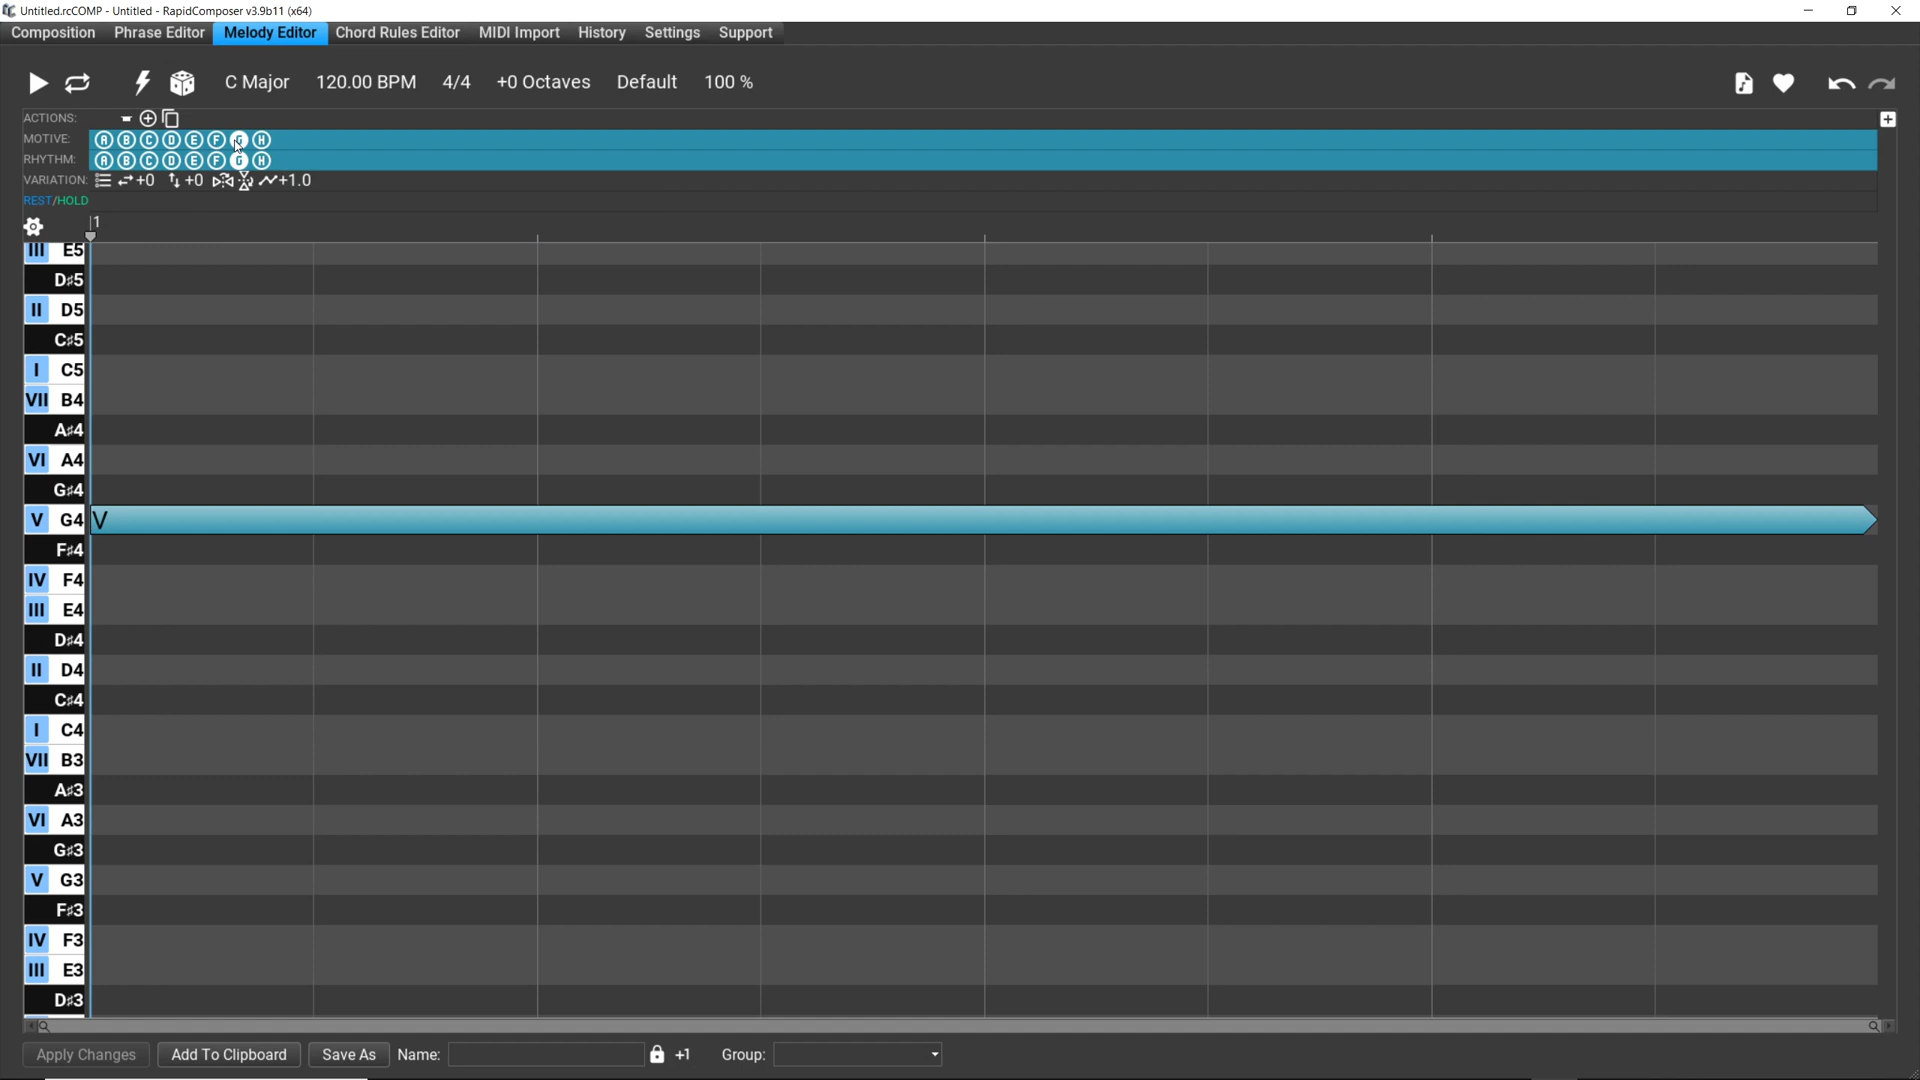 Untitled.rcCOMP - Untitled - RapidComposer v3.9b11 (x64)
Composition Phrase Editor Melody Editor Chord Rules Editor MIDI Import History Settings Support
C Major 120.00 BPM 4/4 +0 Octaves Default 100 %
ACTIONS:
MOTIVE: A B C D E F G H
RHYTHM: A B C D E F G H
VARIATION: +0 +0 +1.0
REST/HOLD
1
III E5
D♯5
II D5
C♯5
I C5
VII B4
A♯4
VI A4
G♯4
V G4 V
F♯4
IV F4
III E4
D♯4
II D4
C♯4
I C4
VII B3
A♯3
VI A3
G♯3
V G3
F♯3
IV F3
III E3
D♯3
Apply Changes Add To Clipboard Save As Name: +1 Group: